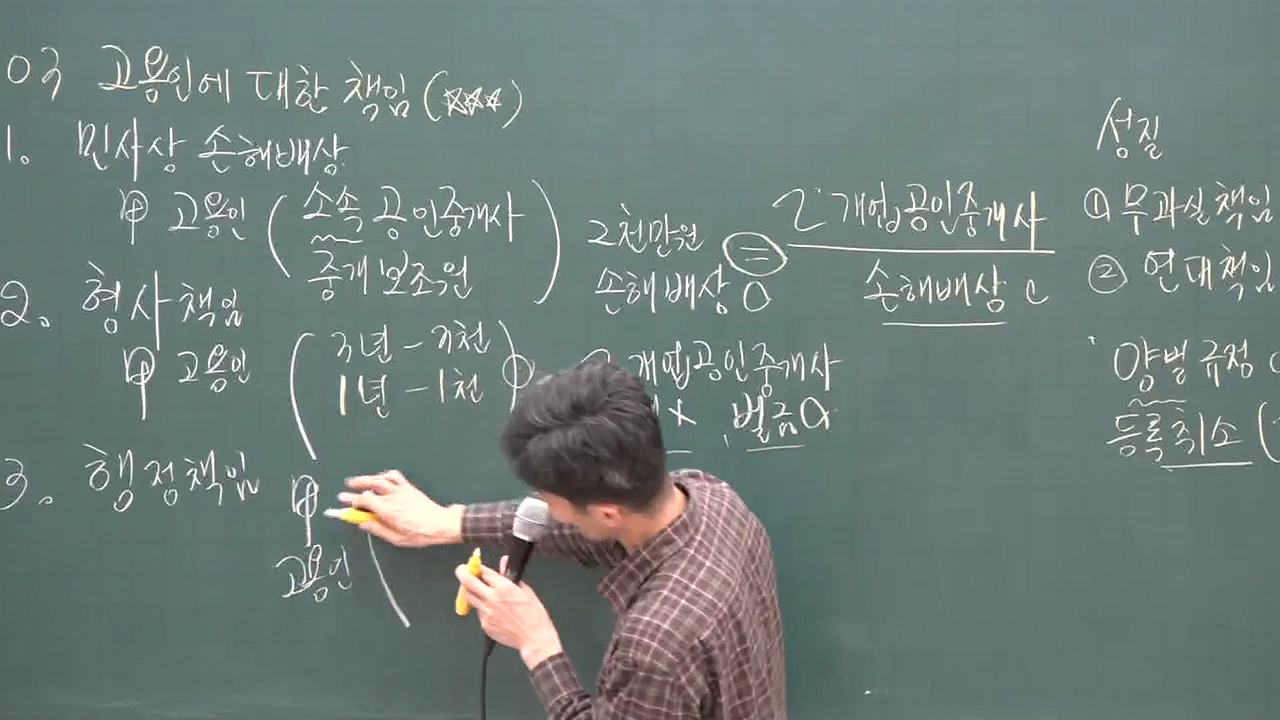 03 고용인에 대한 책임 (☆☆☆)
1. 민사상 손해배상
甲 고용인 (소속 공인중개사
중개보조원)
2천만원
손해배상 O
=
乙 개업공인중개사
손해배상 O
성질
① 무과실 책임
② 연대책임
2. 형사책임
甲 고용인 (3년 - 3천
1년 - 1천)
개업공인중개사
x 벌금 O
양벌규정
등록취소 (
3. 행정책임
甲
고용인 (